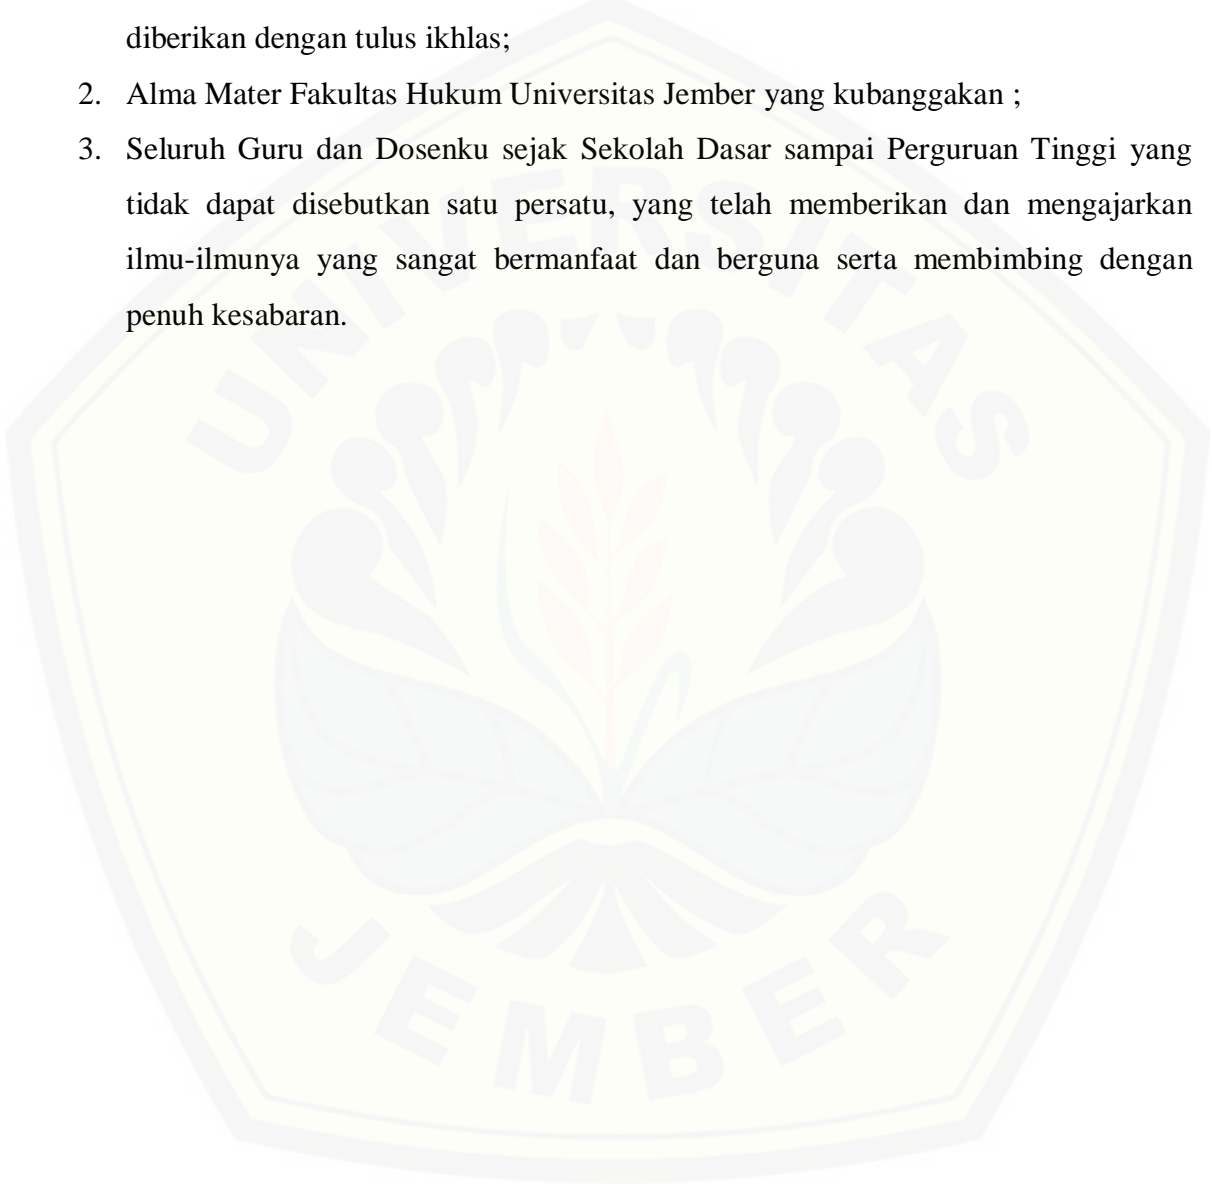 diberikan dengan tulus ikhlas;
2. Alma Mater Fakultas Hukum Universitas Jember yang kubanggakan ;
3. Seluruh Guru dan Dosenku sejak Sekolah Dasar sampai Perguruan Tinggi yang
tidak dapat disebutkan satu persatu, yang telah memberikan dan mengajarkan
ilmu-ilmunya yang sangat bermanfaat dan berguna serta membimbing dengan
penuh kesabaran.
UNIVERSITAS
JEMBER